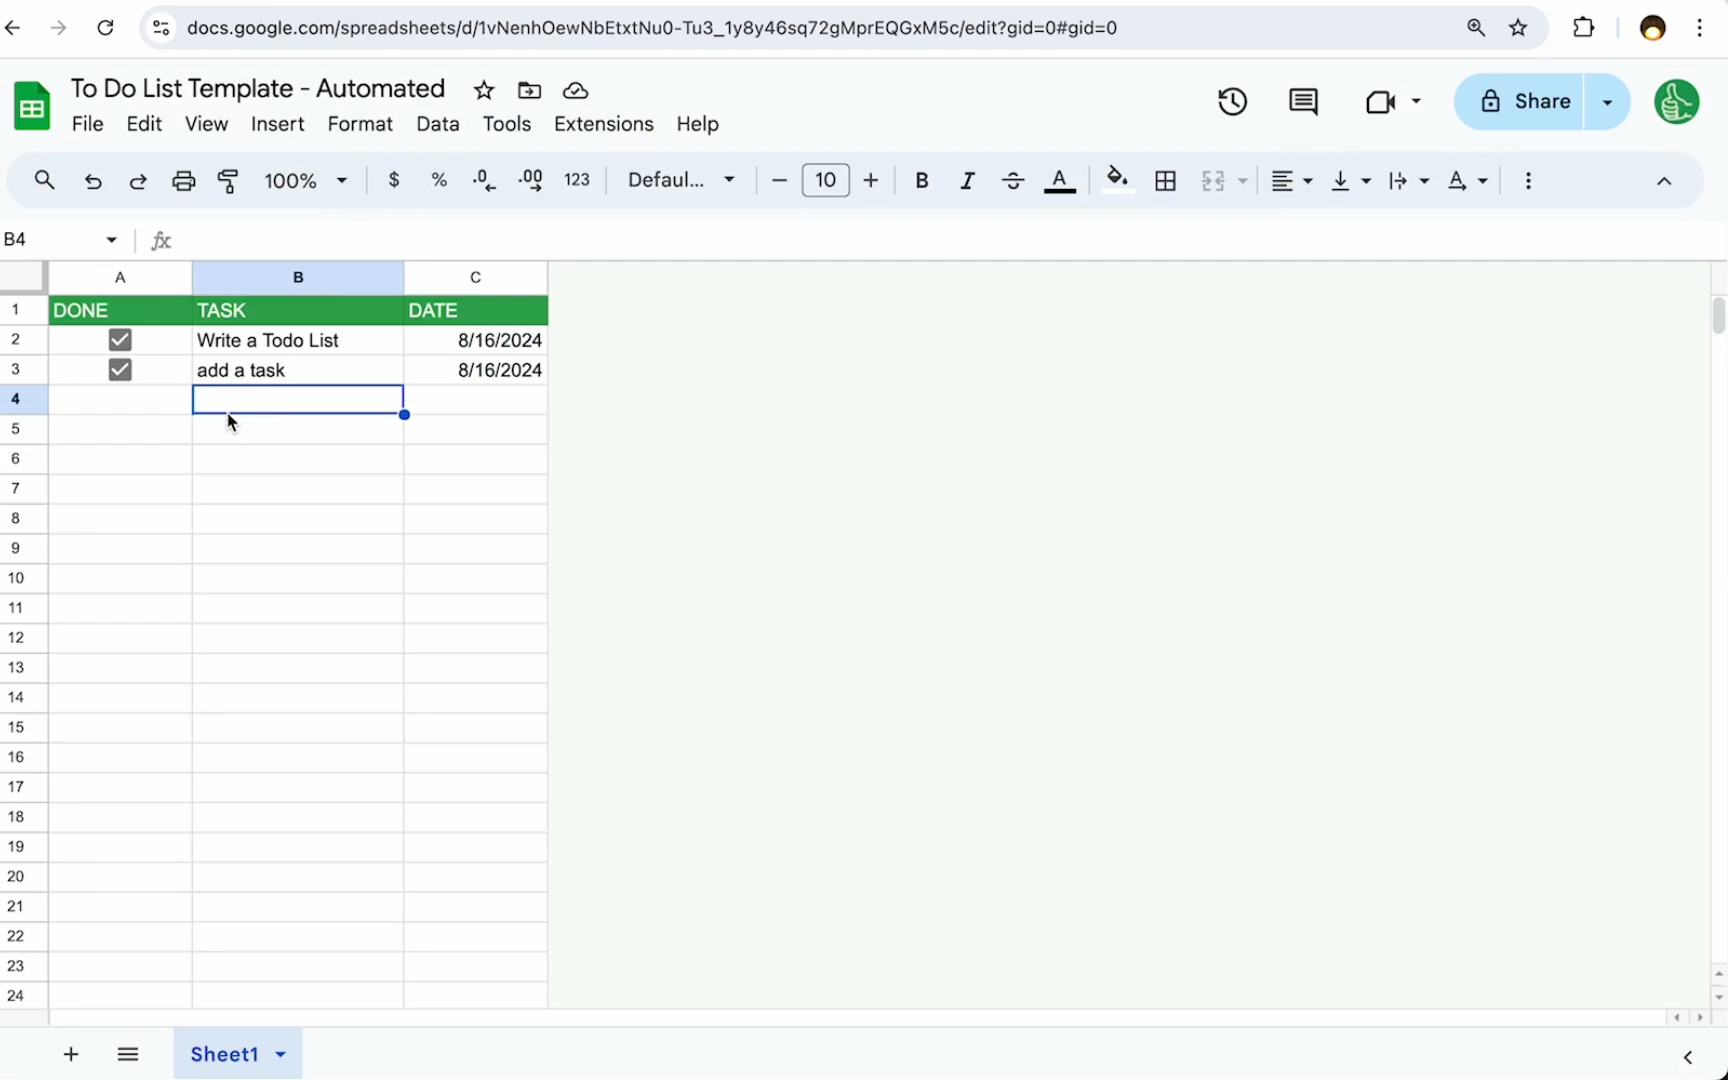 docs.google.com/spreadsheets/d/1vNenhOewNbEtxtNu0-Tu3_1y8y46sq72gMprEQGxM5c/edit?gid=0#gid=0
To Do List Template - Automated
File Edit View Insert Format Data Tools Extensions Help
Share
100% $ % .0 .00 123 Defaul... 10 B I A A
B4 fx
A B C
1 DONE TASK DATE
2 Write a Todo List 8/16/2024
3 add a task 8/16/2024
4
5
6
7
8
9
10
11
12
13
14
15
16
17
18
19
20
21
22
23
24
Sheet1